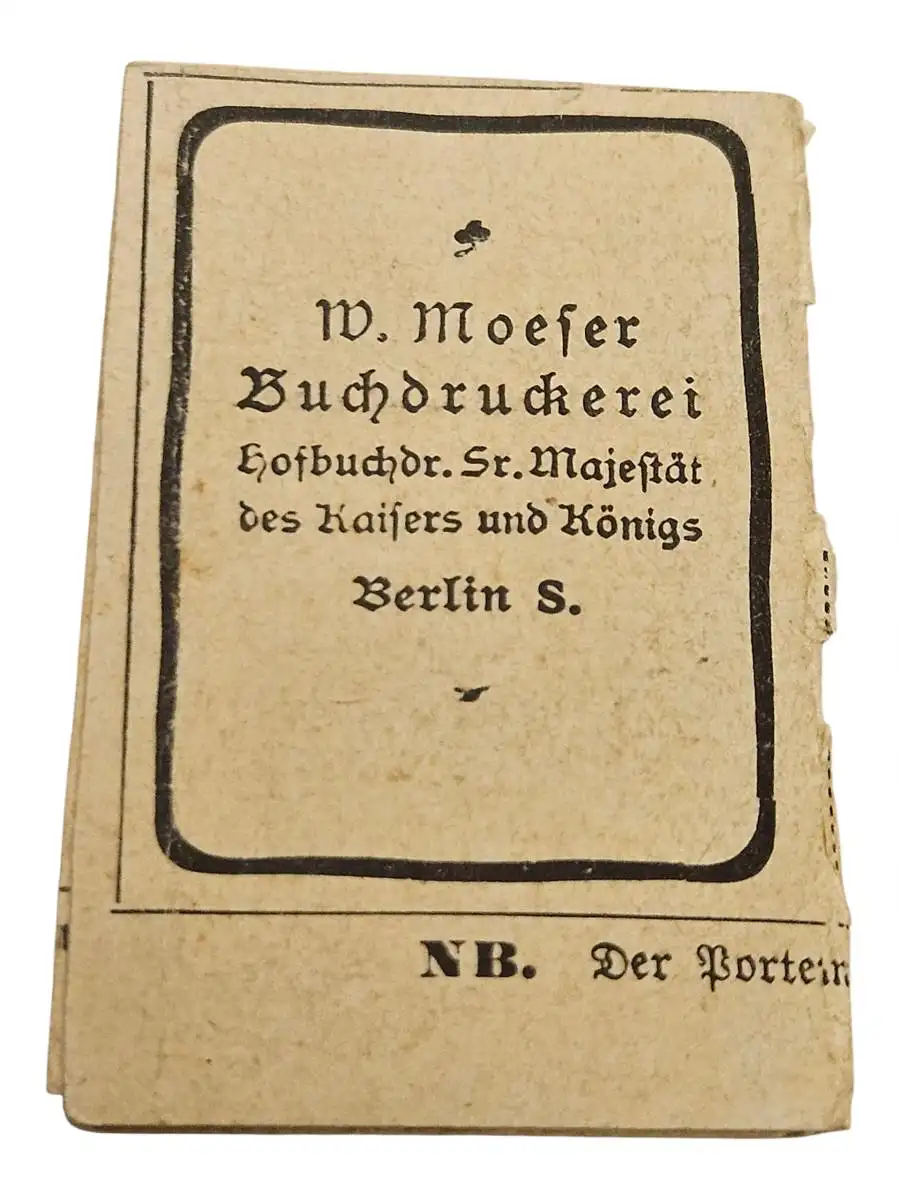 W. Moeſer
Buchdruckerei
Hofbuchdr. Sr. Majeſtät
des Kaiſers und Königs
Berlin S.
NB. Der